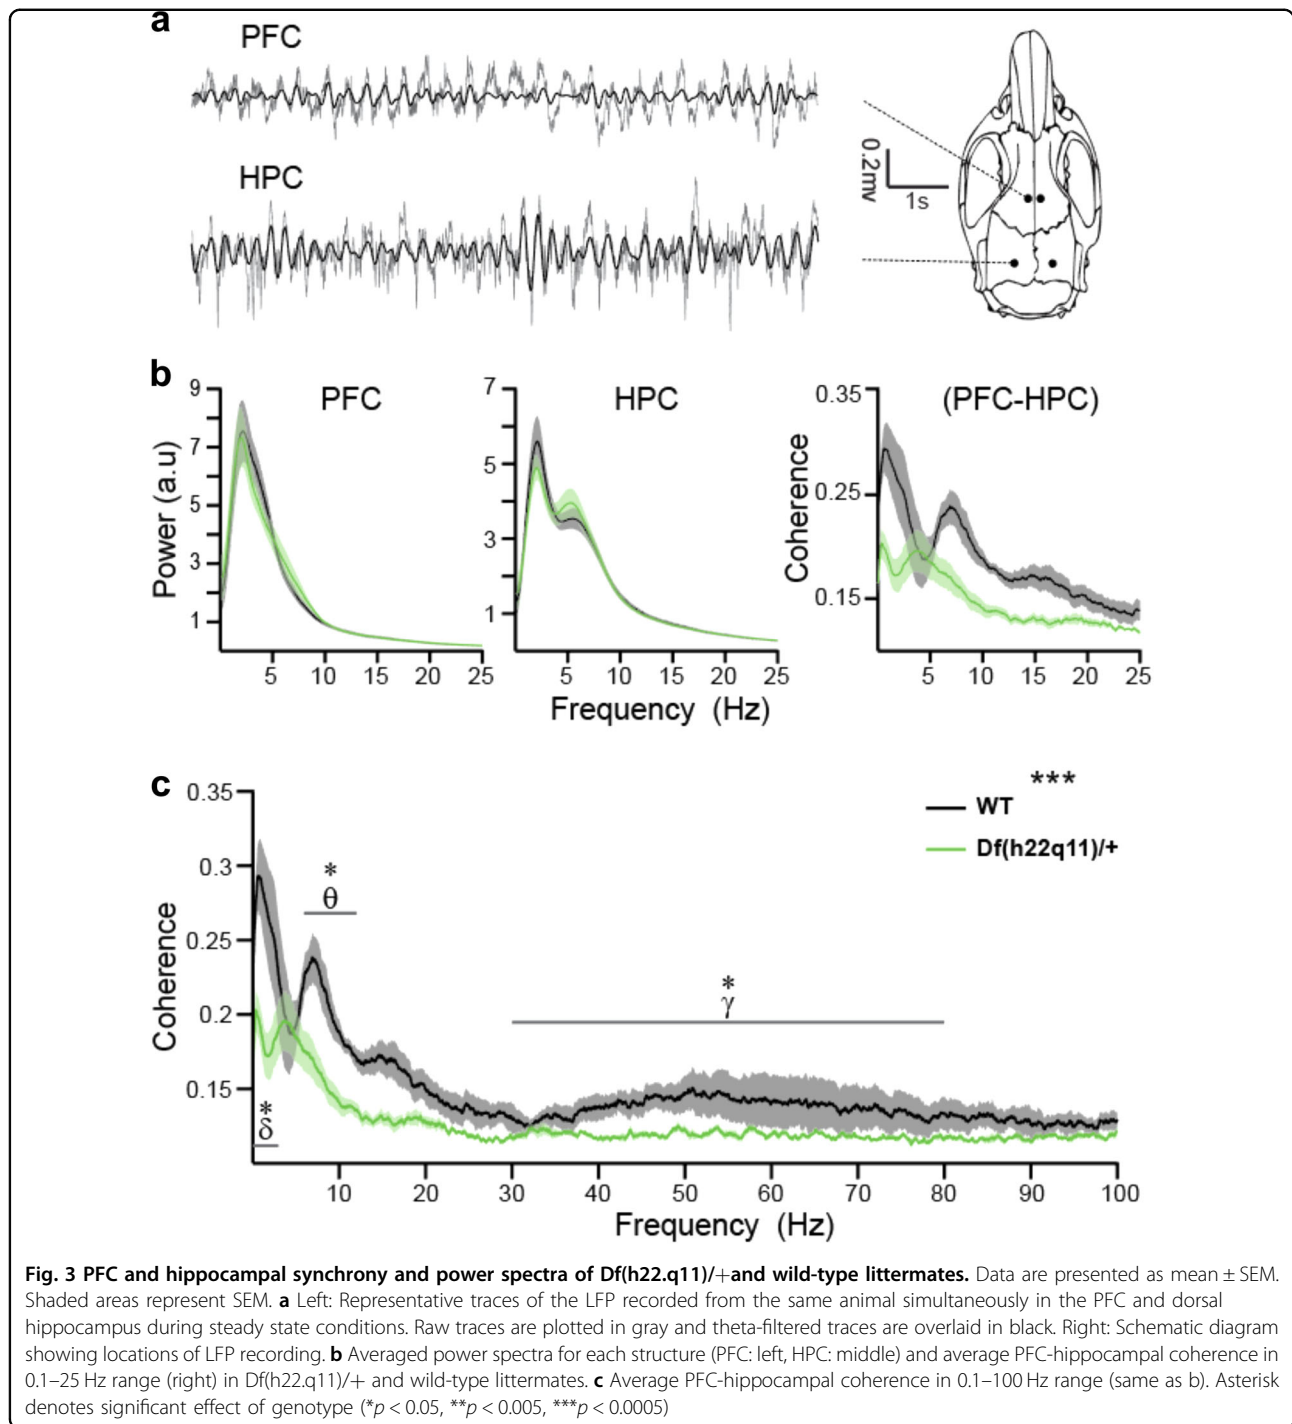 a
PFC
HPC
0.2mv
1s
b
9
7
5
3
1
Power (a.u)
PFC
5 10 15 20 25
7
5
3
1
HPC
5 10 15 20 25
Frequency (Hz)
0.35
0.25
0.15
Coherence
(PFC-HPC)
5 10 15 20 25
c
0.35
0.3
0.25
0.2
0.15
Coherence
***
WT
Df(h22q11)/+
*
θ
*
γ
*
δ
10 20 30 40 50 60 70 80 90 100
Frequency (Hz)
Fig. 3 PFC and hippocampal synchrony and power spectra of Df(h22.q11)/+and wild-type littermates. Data are presented as mean ± SEM.
Shaded areas represent SEM. a Left: Representative traces of the LFP recorded from the same animal simultaneously in the PFC and dorsal
hippocampus during steady state conditions. Raw traces are plotted in gray and theta-filtered traces are overlaid in black. Right: Schematic diagram
showing locations of LFP recording. b Averaged power spectra for each structure (PFC: left, HPC: middle) and average PFC-hippocampal coherence in
0.1–25 Hz range (right) in Df(h22.q11)/+ and wild-type littermates. c Average PFC-hippocampal coherence in 0.1–100 Hz range (same as b). Asterisk
denotes significant effect of genotype (*p < 0.05, **p < 0.005, ***p < 0.0005)